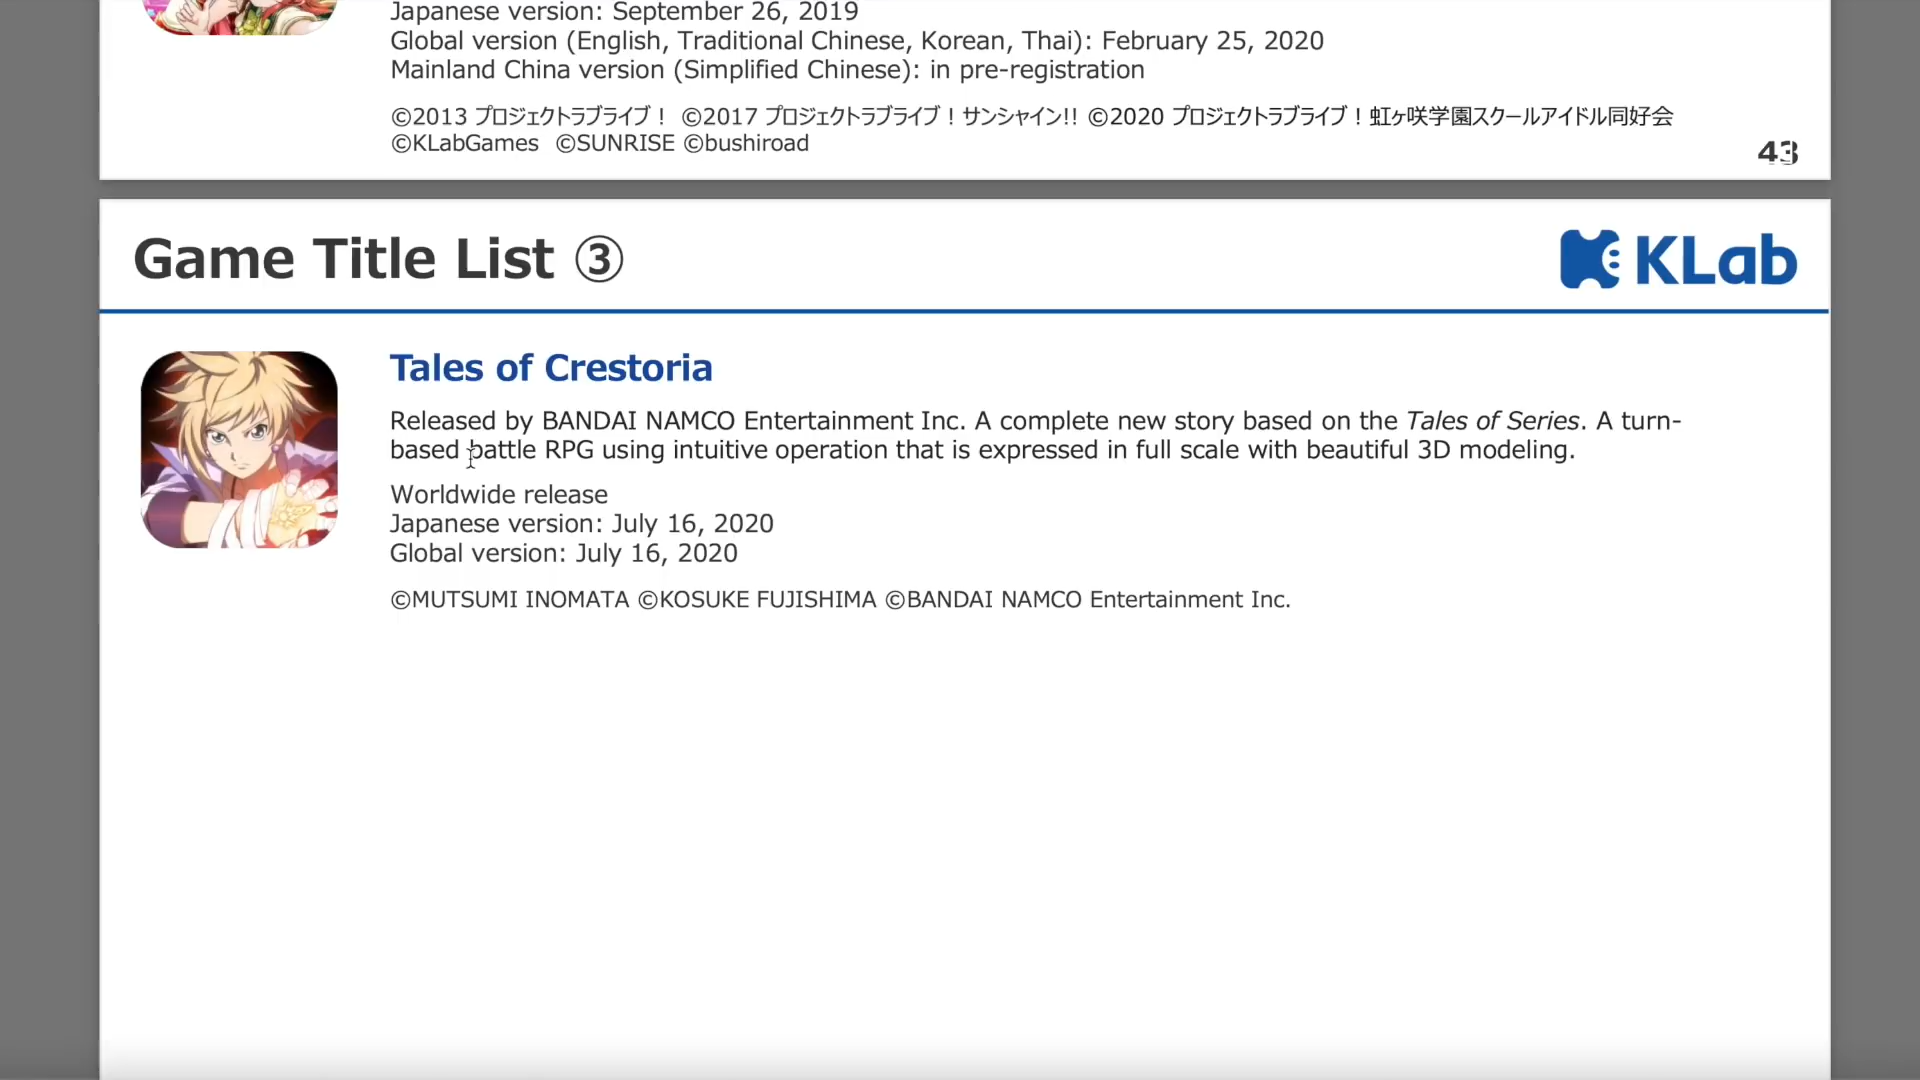 Japanese version: September 26, 2019
Global version (English, Traditional Chinese, Korean, Thai): February 25, 2020
Mainland China version (Simplified Chinese): in pre-registration
©2013 プロジェクトラブライブ！ ©2017 プロジェクトラブライブ！サンシャイン!! ©2020 プロジェクトラブライブ！虹ヶ咲学園スクールアイドル同好会
©KLabGames ©SUNRISE ©bushiroad
43
Game Title List ③
KLab
Tales of Crestoria
Released by BANDAI NAMCO Entertainment Inc. A complete new story based on the Tales of Series. A turn-
based battle RPG using intuitive operation that is expressed in full scale with beautiful 3D modeling.
Worldwide release
Japanese version: July 16, 2020
Global version: July 16, 2020
©MUTSUMI INOMATA ©KOSUKE FUJISHIMA ©BANDAI NAMCO Entertainment Inc.